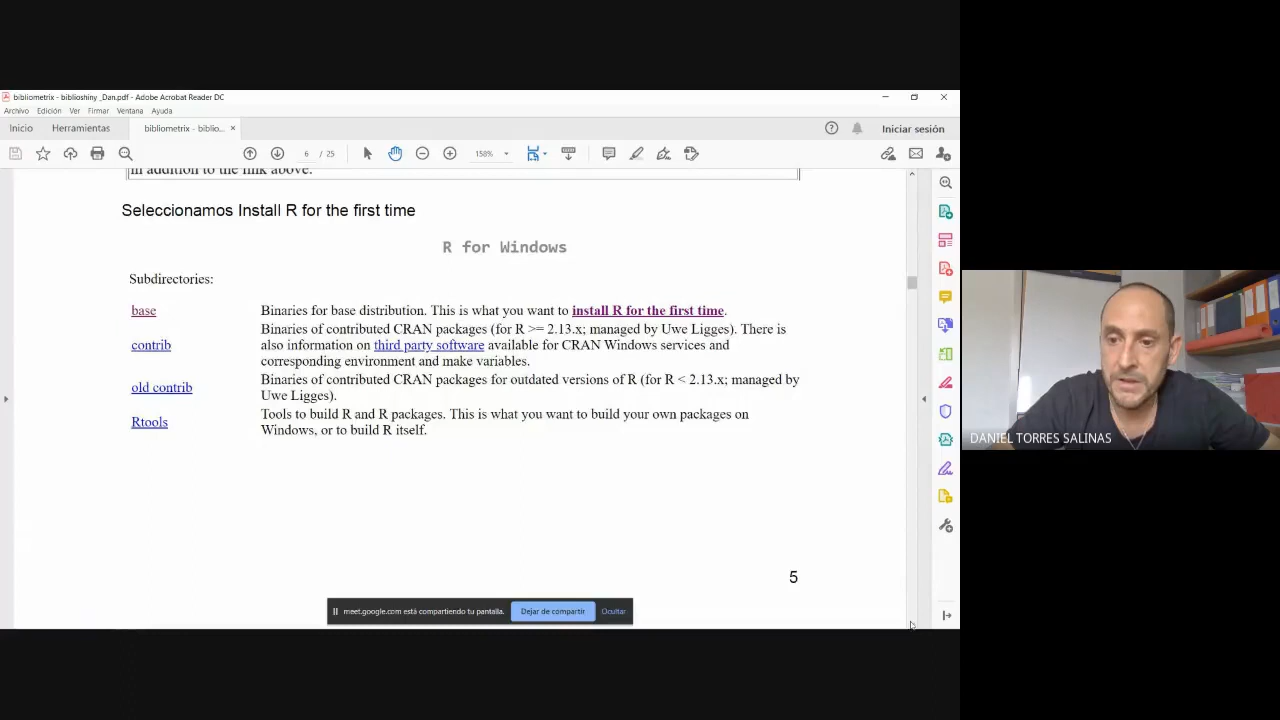 bibliometrix - biblioshiny _Dan.pdf - Adobe Acrobat Reader DC
Archivo Edición Ver Firmar Ventana Ayuda
Inicio Herramientas bibliometrix - biblio... × Iniciar sesión
6 / 25 158%
in addition to the link above.
Seleccionamos Install R for the first time
R for Windows
Subdirectories:
base Binaries for base distribution. This is what you want to install R for the first time.
Binaries of contributed CRAN packages (for R >= 2.13.x; managed by Uwe Ligges). There is
contrib also information on third party software available for CRAN Windows services and
corresponding environment and make variables.
old contrib Binaries of contributed CRAN packages for outdated versions of R (for R < 2.13.x; managed by
Uwe Ligges).
Rtools Tools to build R and R packages. This is what you want to build your own packages on
Windows, or to build R itself.
5
meet.google.com está compartiendo tu pantalla. Dejar de compartir Ocultar
DANIEL TORRES SALINAS